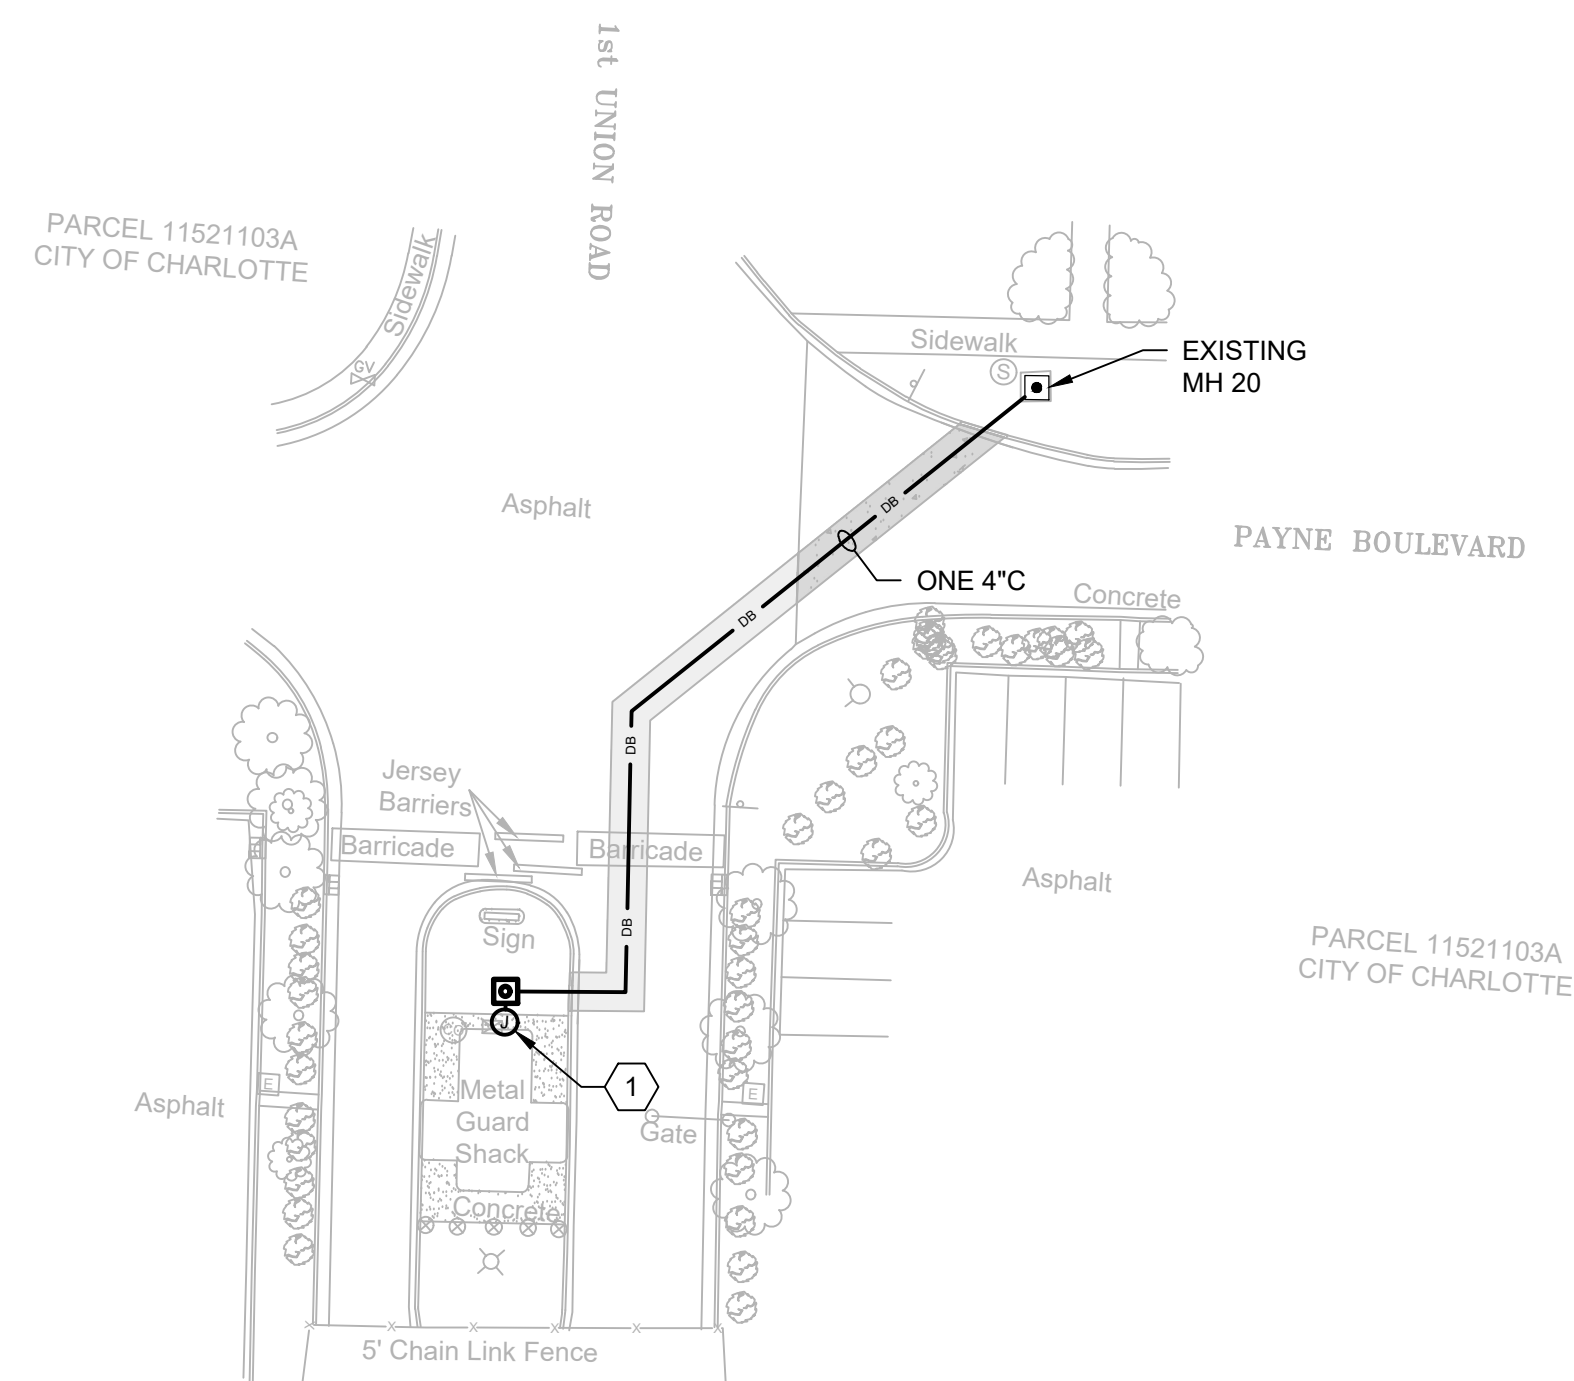 1st UNION ROAD
PARCEL 11521103A
CITY OF CHARLOTTE
Sidewalk
GV
Sidewalk
S
EXISTING
MH 20
Asphalt
DB
PAYNE BOULEVARD
ONE 4"C
Concrete
DB
DB
Jersey
Barriers
Barricade
Barricade
Asphalt
DB
Sign
PARCEL 11521103A
CITY OF CHARLOTTE
J
Co
1
E
E
Metal
Guard
Shack
Asphalt
Gate
Concrete
5' Chain Link Fence